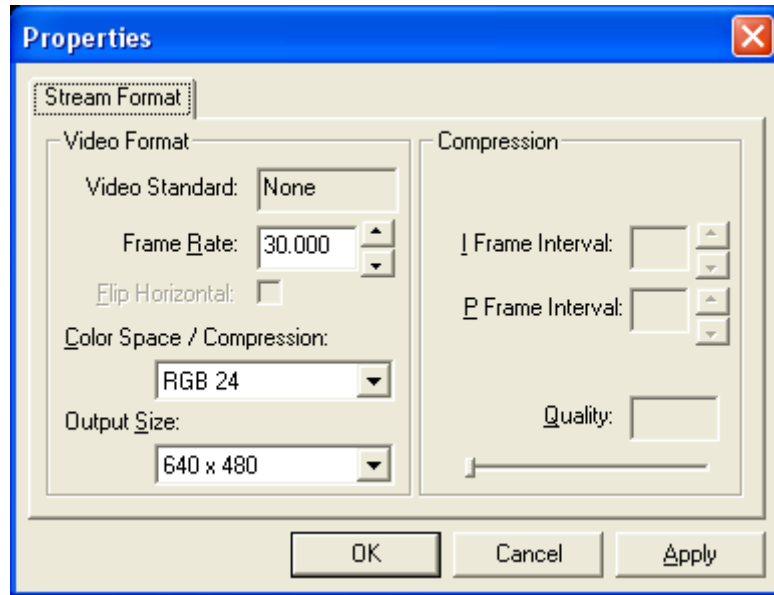 Properties
Stream Format
Video Format
Video Standard: None
Frame Rate: 30.000
Flip Horizontal:
Color Space / Compression:
RGB 24
Output Size:
640 x 480
Compression
I Frame Interval:
P Frame Interval:
Quality:
OK Cancel Apply